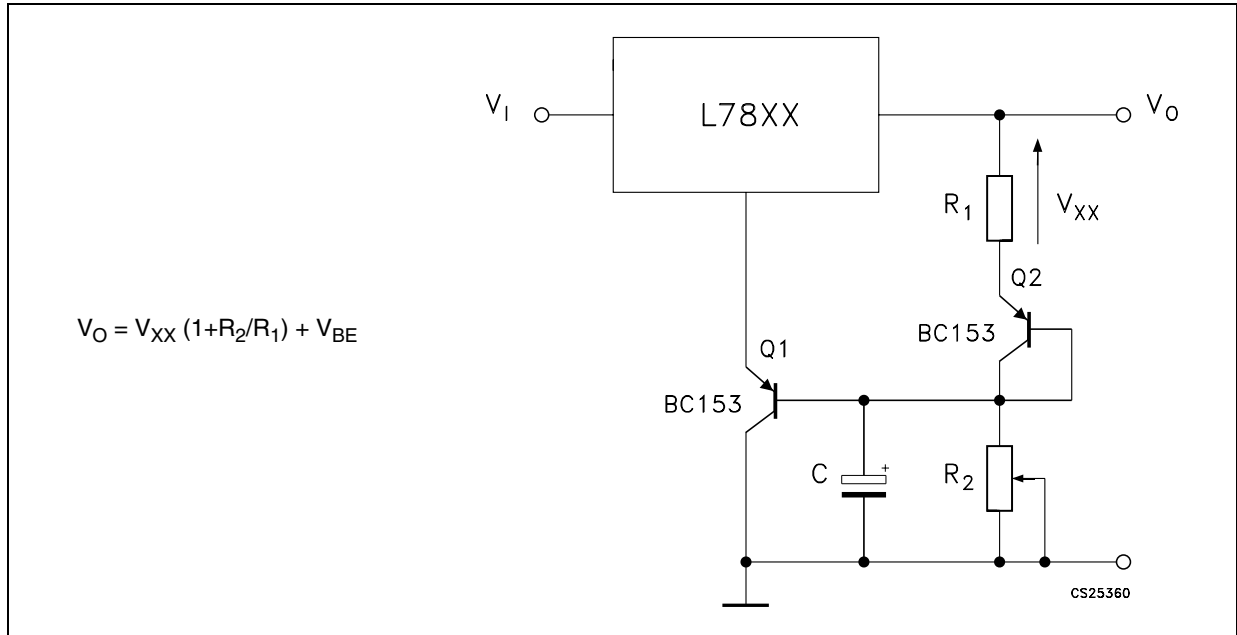 L78XX
V_I
V_O
R_1
V_XX
Q2
BC153
V_O = V_XX (1+R_2/R_1) + V_BE
Q1
BC153
C
+
R_2
CS25360